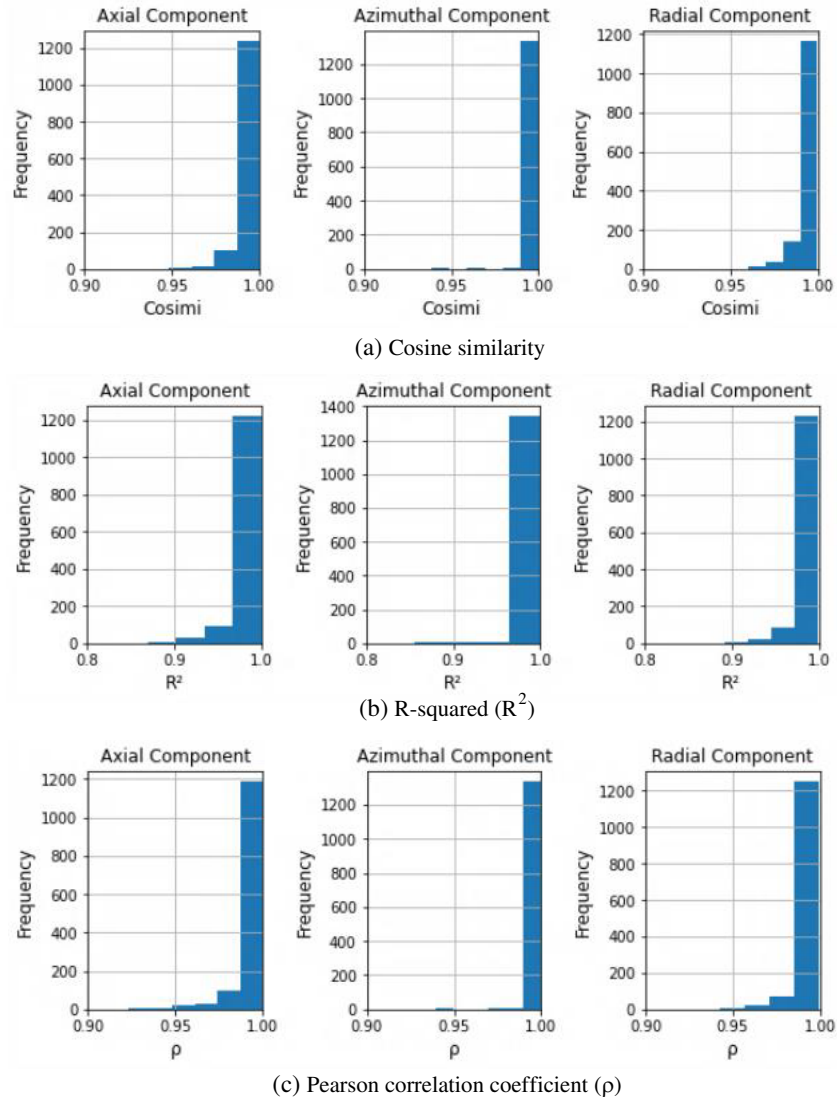 Axial Component Azimuthal Component Radial Component
1200
1000
800
600
400
200
0
Frequency
0.90 0.95 1.00
Cosimi
1200
1000
800
600
400
200
0
Frequency
0.90 0.95 1.00
Cosimi
1200
1000
800
600
400
200
0
Frequency
0.90 0.95 1.00
Cosimi
(a) Cosine similarity
Axial Component Azimuthal Component Radial Component
1200
1000
800
600
400
200
0
Frequency
0.8 0.9 1.0
R²
1400
1200
1000
800
600
400
200
0
Frequency
0.8 0.9 1.0
R²
1200
1000
800
600
400
200
0
Frequency
0.8 0.9 1.0
R²
(b) R-squared (R²)
Axial Component Azimuthal Component Radial Component
1200
1000
800
600
400
200
0
Frequency
0.90 0.95 1.00
ρ
1200
1000
800
600
400
200
0
Frequency
0.90 0.95 1.00
ρ
1200
1000
800
600
400
200
0
Frequency
0.90 0.95 1.00
ρ
(c) Pearson correlation coefficient (ρ)